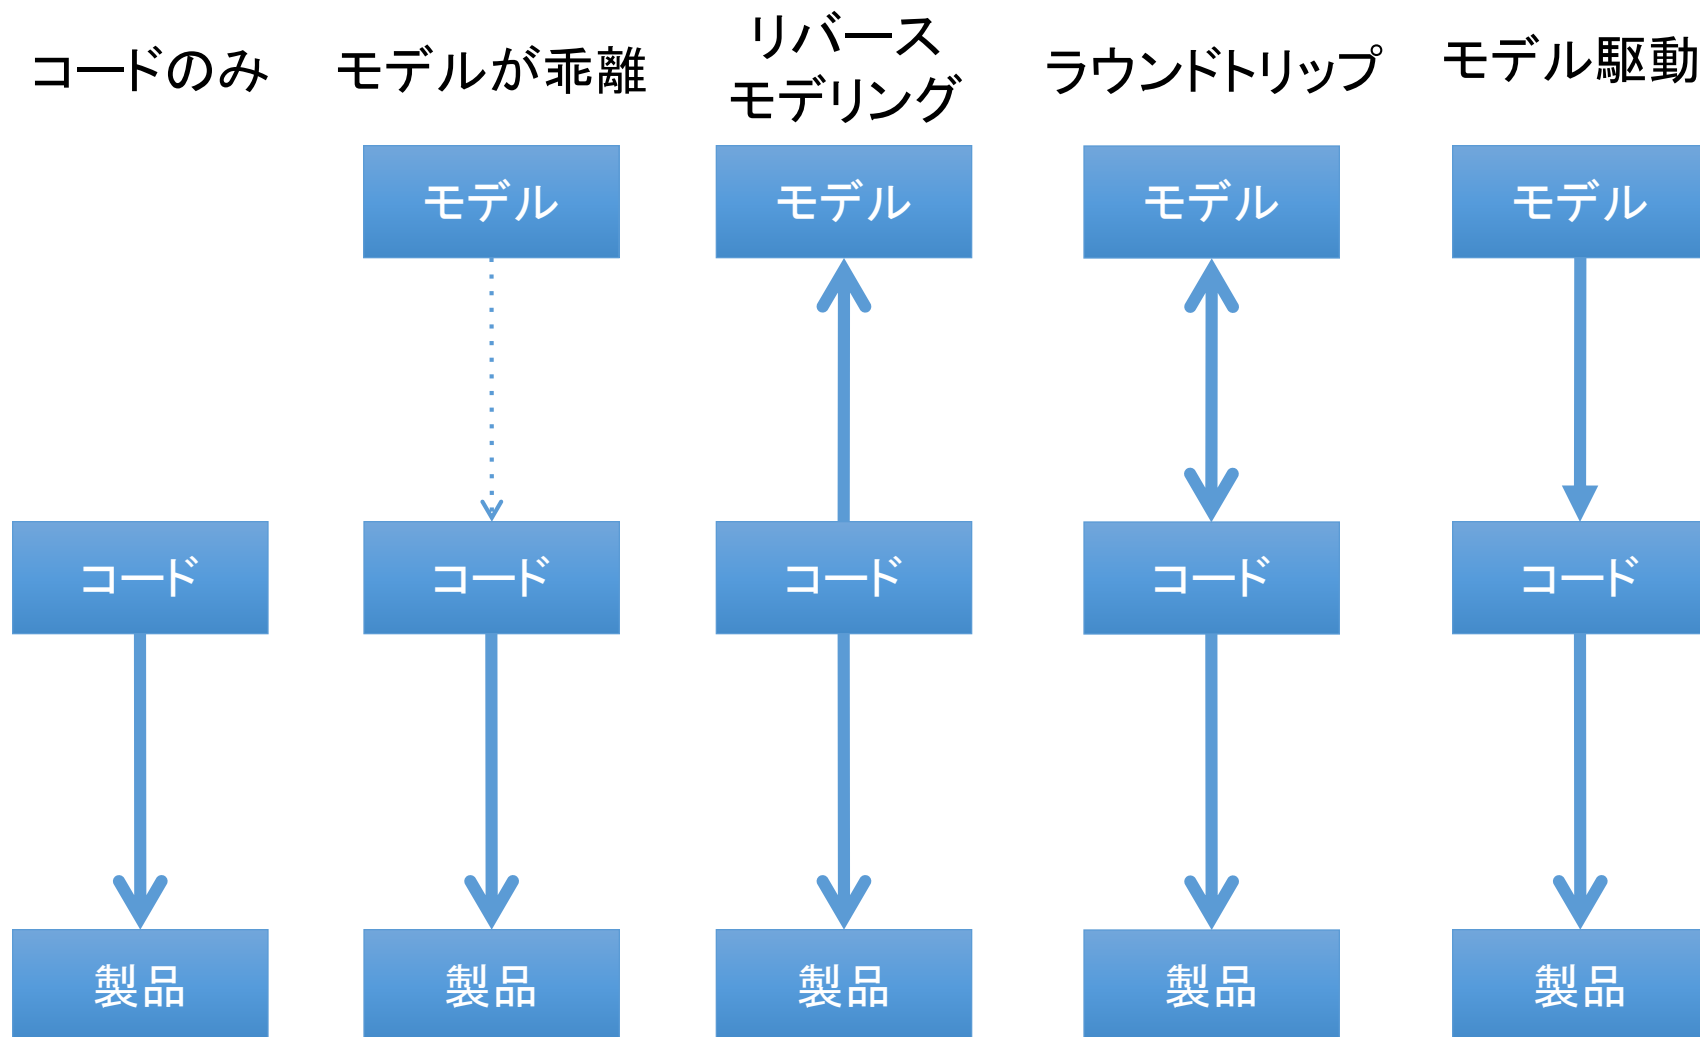 コードのみ
モデルが乖離
リバース
モデリング
ラウンドトリップ
モデル駆動
モデル
モデル
モデル
モデル
コード
コード
コード
コード
コード
製品
製品
製品
製品
製品